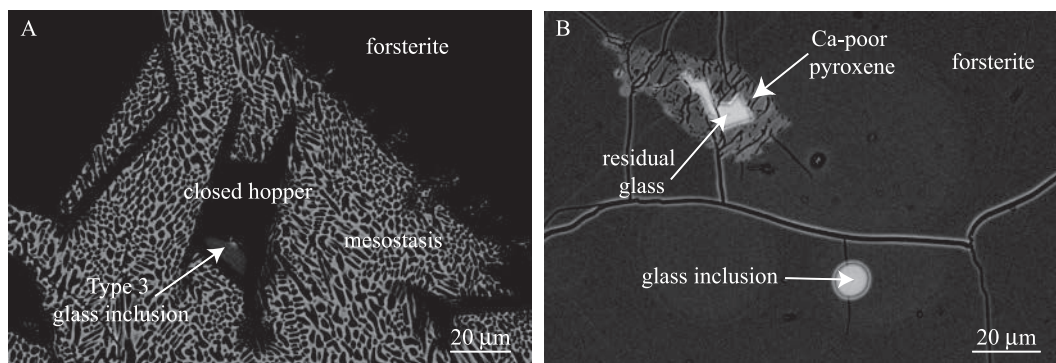 A
forsterite
closed hopper
mesostasis
Type 3
glass inclusion
20 μm
B
Ca-poor
pyroxene
forsterite
residual
glass
glass inclusion
20 μm